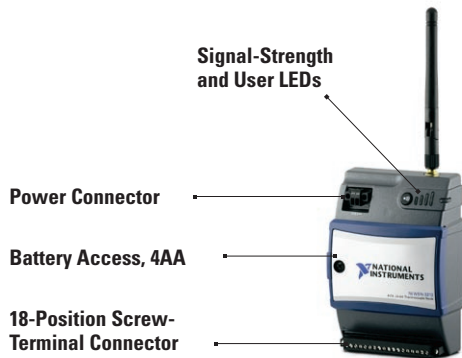 Signal-Strength
and User LEDs
Power Connector
Battery Access, 4AA
NATIONAL
INSTRUMENTS
18-Position Screw-
Terminal Connector